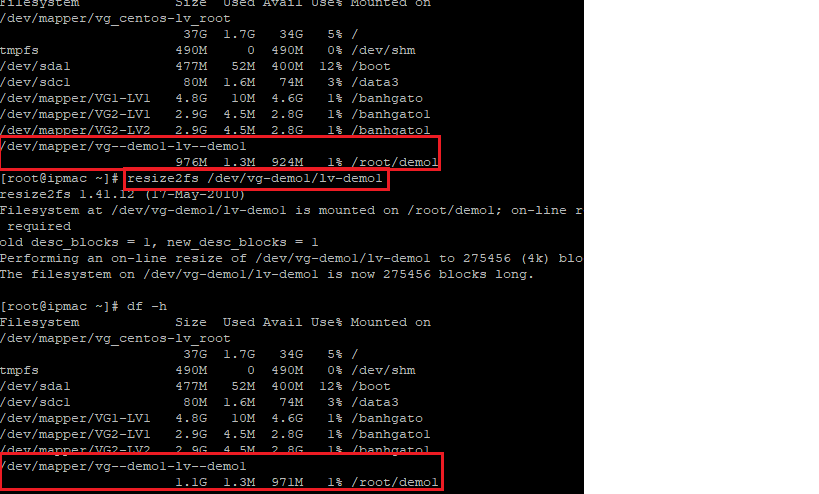 Filesystem Size Used Avail Use% Mounted on
/dev/mapper/vg_centos-lv_root
37G 1.7G 34G 5% /
tmpfs 490M 0 490M 0% /dev/shm
/dev/sda1 477M 52M 400M 12% /boot
/dev/sdc1 80M 1.6M 74M 3% /data3
/dev/mapper/VG1-LV1 4.8G 10M 4.6G 1% /banhgato
/dev/mapper/VG2-LV1 2.9G 4.5M 2.8G 1% /banhgato1
/dev/mapper/VG2-LV2 2.9G 4.5M 2.8G 1% /banhgato1
/dev/mapper/vg--demo1-lv--demo1
976M 1.3M 924M 1% /root/demo1
[root@ipmac ~]# resize2fs /dev/vg-demo1/lv-demo1
resize2fs 1.41.12 (17-May-2010)
Filesystem at /dev/vg-demo1/lv-demo1 is mounted on /root/demo1; on-line r
required
old desc_blocks = 1, new_desc_blocks = 1
Performing an on-line resize of /dev/vg-demo1/lv-demo1 to 275456 (4k) blo
The filesystem on /dev/vg-demo1/lv-demo1 is now 275456 blocks long.
[root@ipmac ~]# df -h
Filesystem Size Used Avail Use% Mounted on
/dev/mapper/vg_centos-lv_root
37G 1.7G 34G 5% /
tmpfs 490M 0 490M 0% /dev/shm
/dev/sda1 477M 52M 400M 12% /boot
/dev/sdc1 80M 1.6M 74M 3% /data3
/dev/mapper/VG1-LV1 4.8G 10M 4.6G 1% /banhgato
/dev/mapper/VG2-LV1 2.9G 4.5M 2.8G 1% /banhgato1
/dev/mapper/VG2-LV2 2.9G 4.5M 2.8G 1% /banhgato1
/dev/mapper/vg--demo1-lv--demo1
1.1G 1.3M 971M 1% /root/demo1